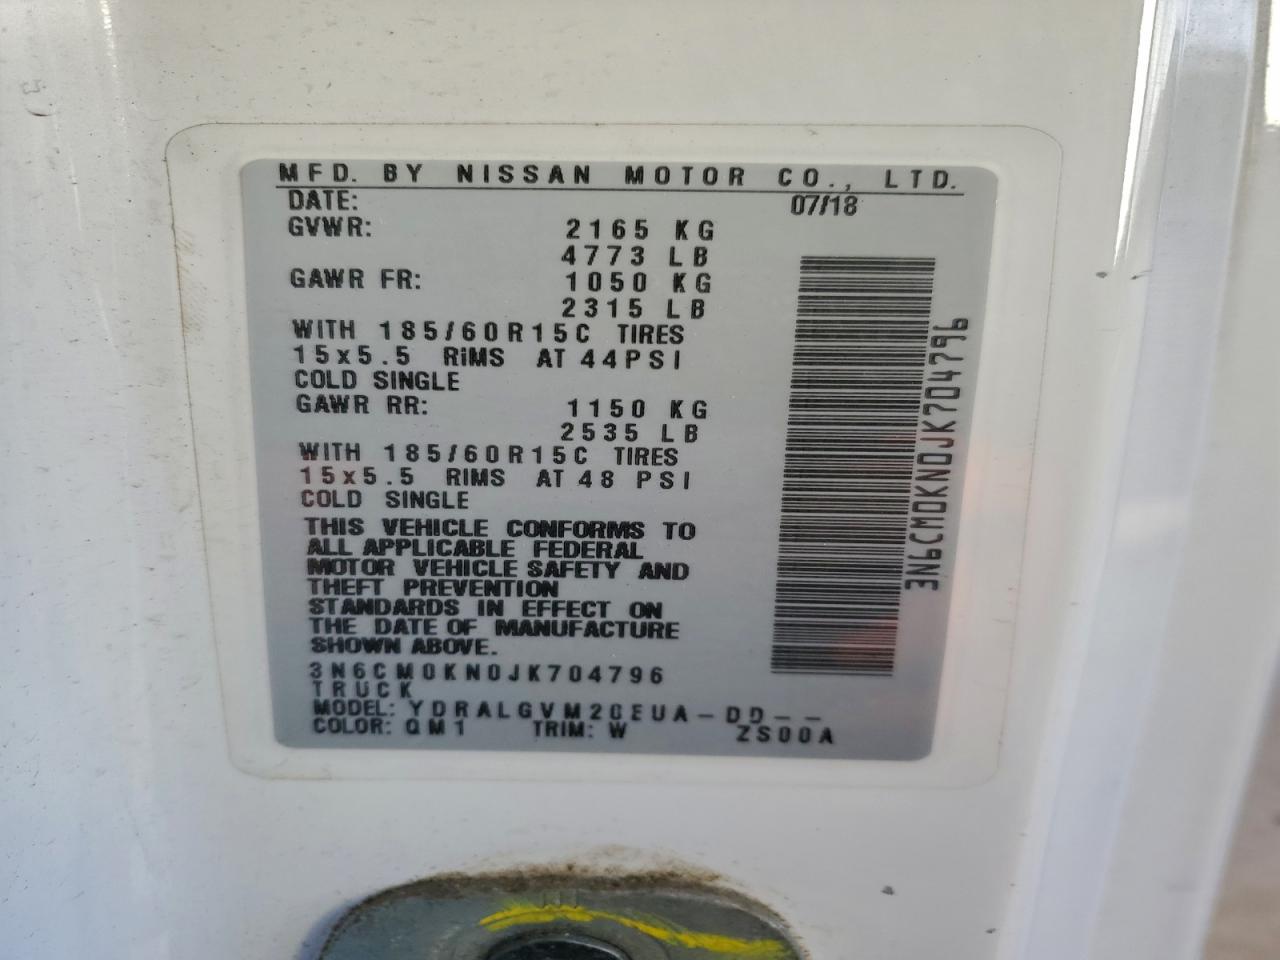 MFD. BY NISSAN MOTOR CO., LTD.
DATE: 07/18
GVWR: 2165 KG
4773 LB
GAWR FR: 1050 KG
2315 LB
WITH 185/60R15C TIRES
15x5.5 RiMS AT 44PSI
COLD SINGLE
GAWR RR: 1150 KG
2535 LB
WITH 185/60R15C TIRES
15x5.5 RIMS AT 48 PSI
COLD SINGLE
THIS VEHICLE CONFORMS TO
ALL APPLICABLE FEDERAL
MOTOR VEHICLE SAFETY AND
THEFT PREVENTION
STANDARDS IN EFFECT ON
THE DATE OF MANUFACTURE
SHOWN ABOVE.
3N6CM0KN0JK704796
TRUCK
MODEL: YDRALGVM20EUA-DD--
COLOR: QM1 TRIM: W ZS00A
3N6CM0KN0JK704796